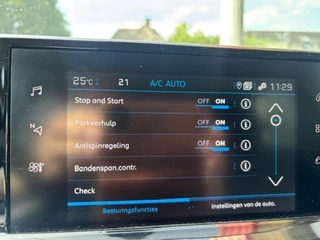 25°C 21 A/C AUTO 11:29
Stop and Start OFF ON
N Parkeerhulp OFF ON
Antispinregeling OFF ON
Bandenspan.contr.
Check
Besturingsfuncties Instellingen van de auto.